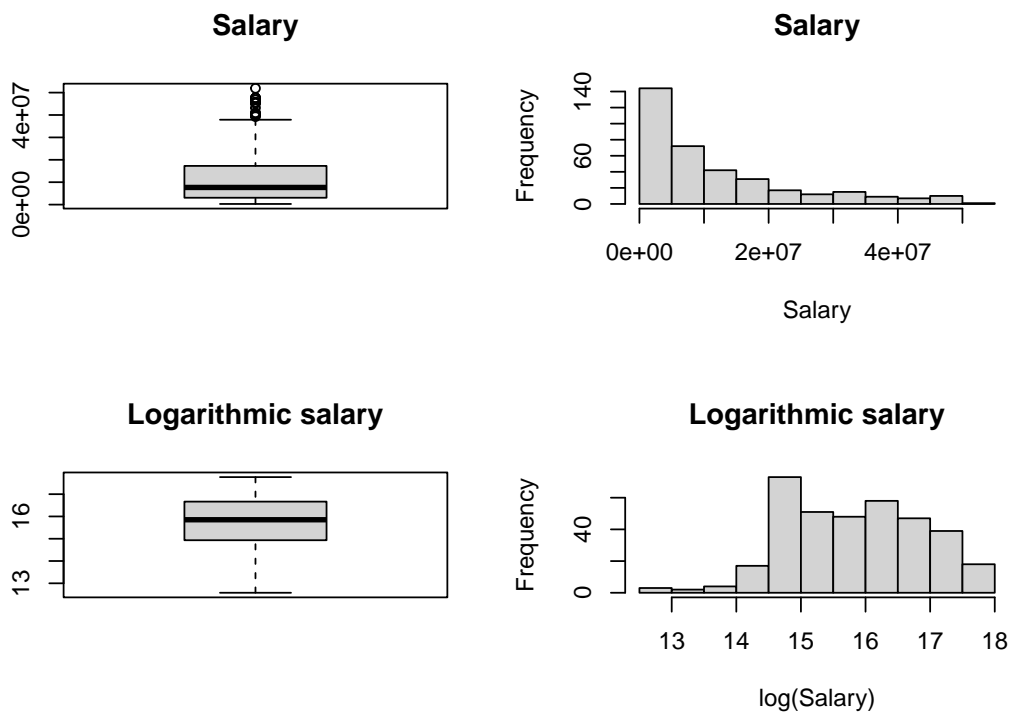 Salary
0e+00 4e+07
Salary
Frequency
0 60 140
0e+00 2e+07 4e+07
Salary
Logarithmic salary
13 16
Logarithmic salary
Frequency
0 40
13 14 15 16 17 18
log(Salary)